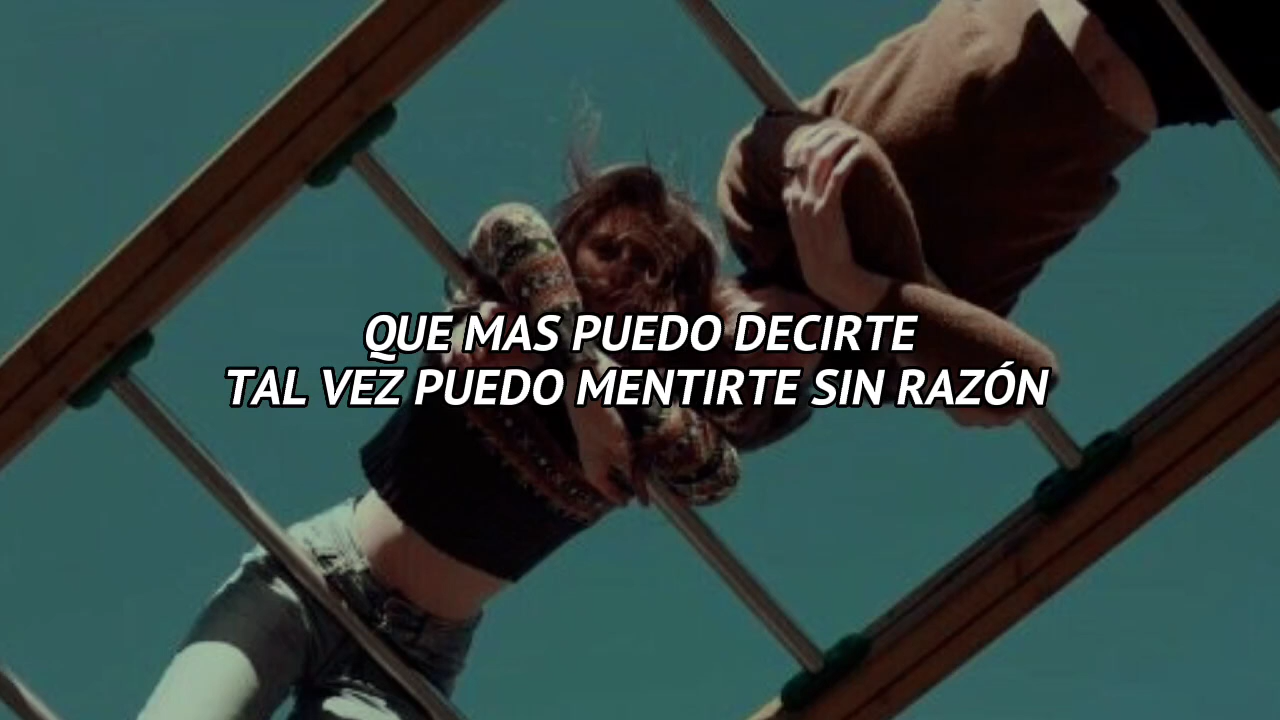 QUE MAS PUEDO DECIRTE
TAL VEZ PUEDO MENTIRTE SIN RAZÓN